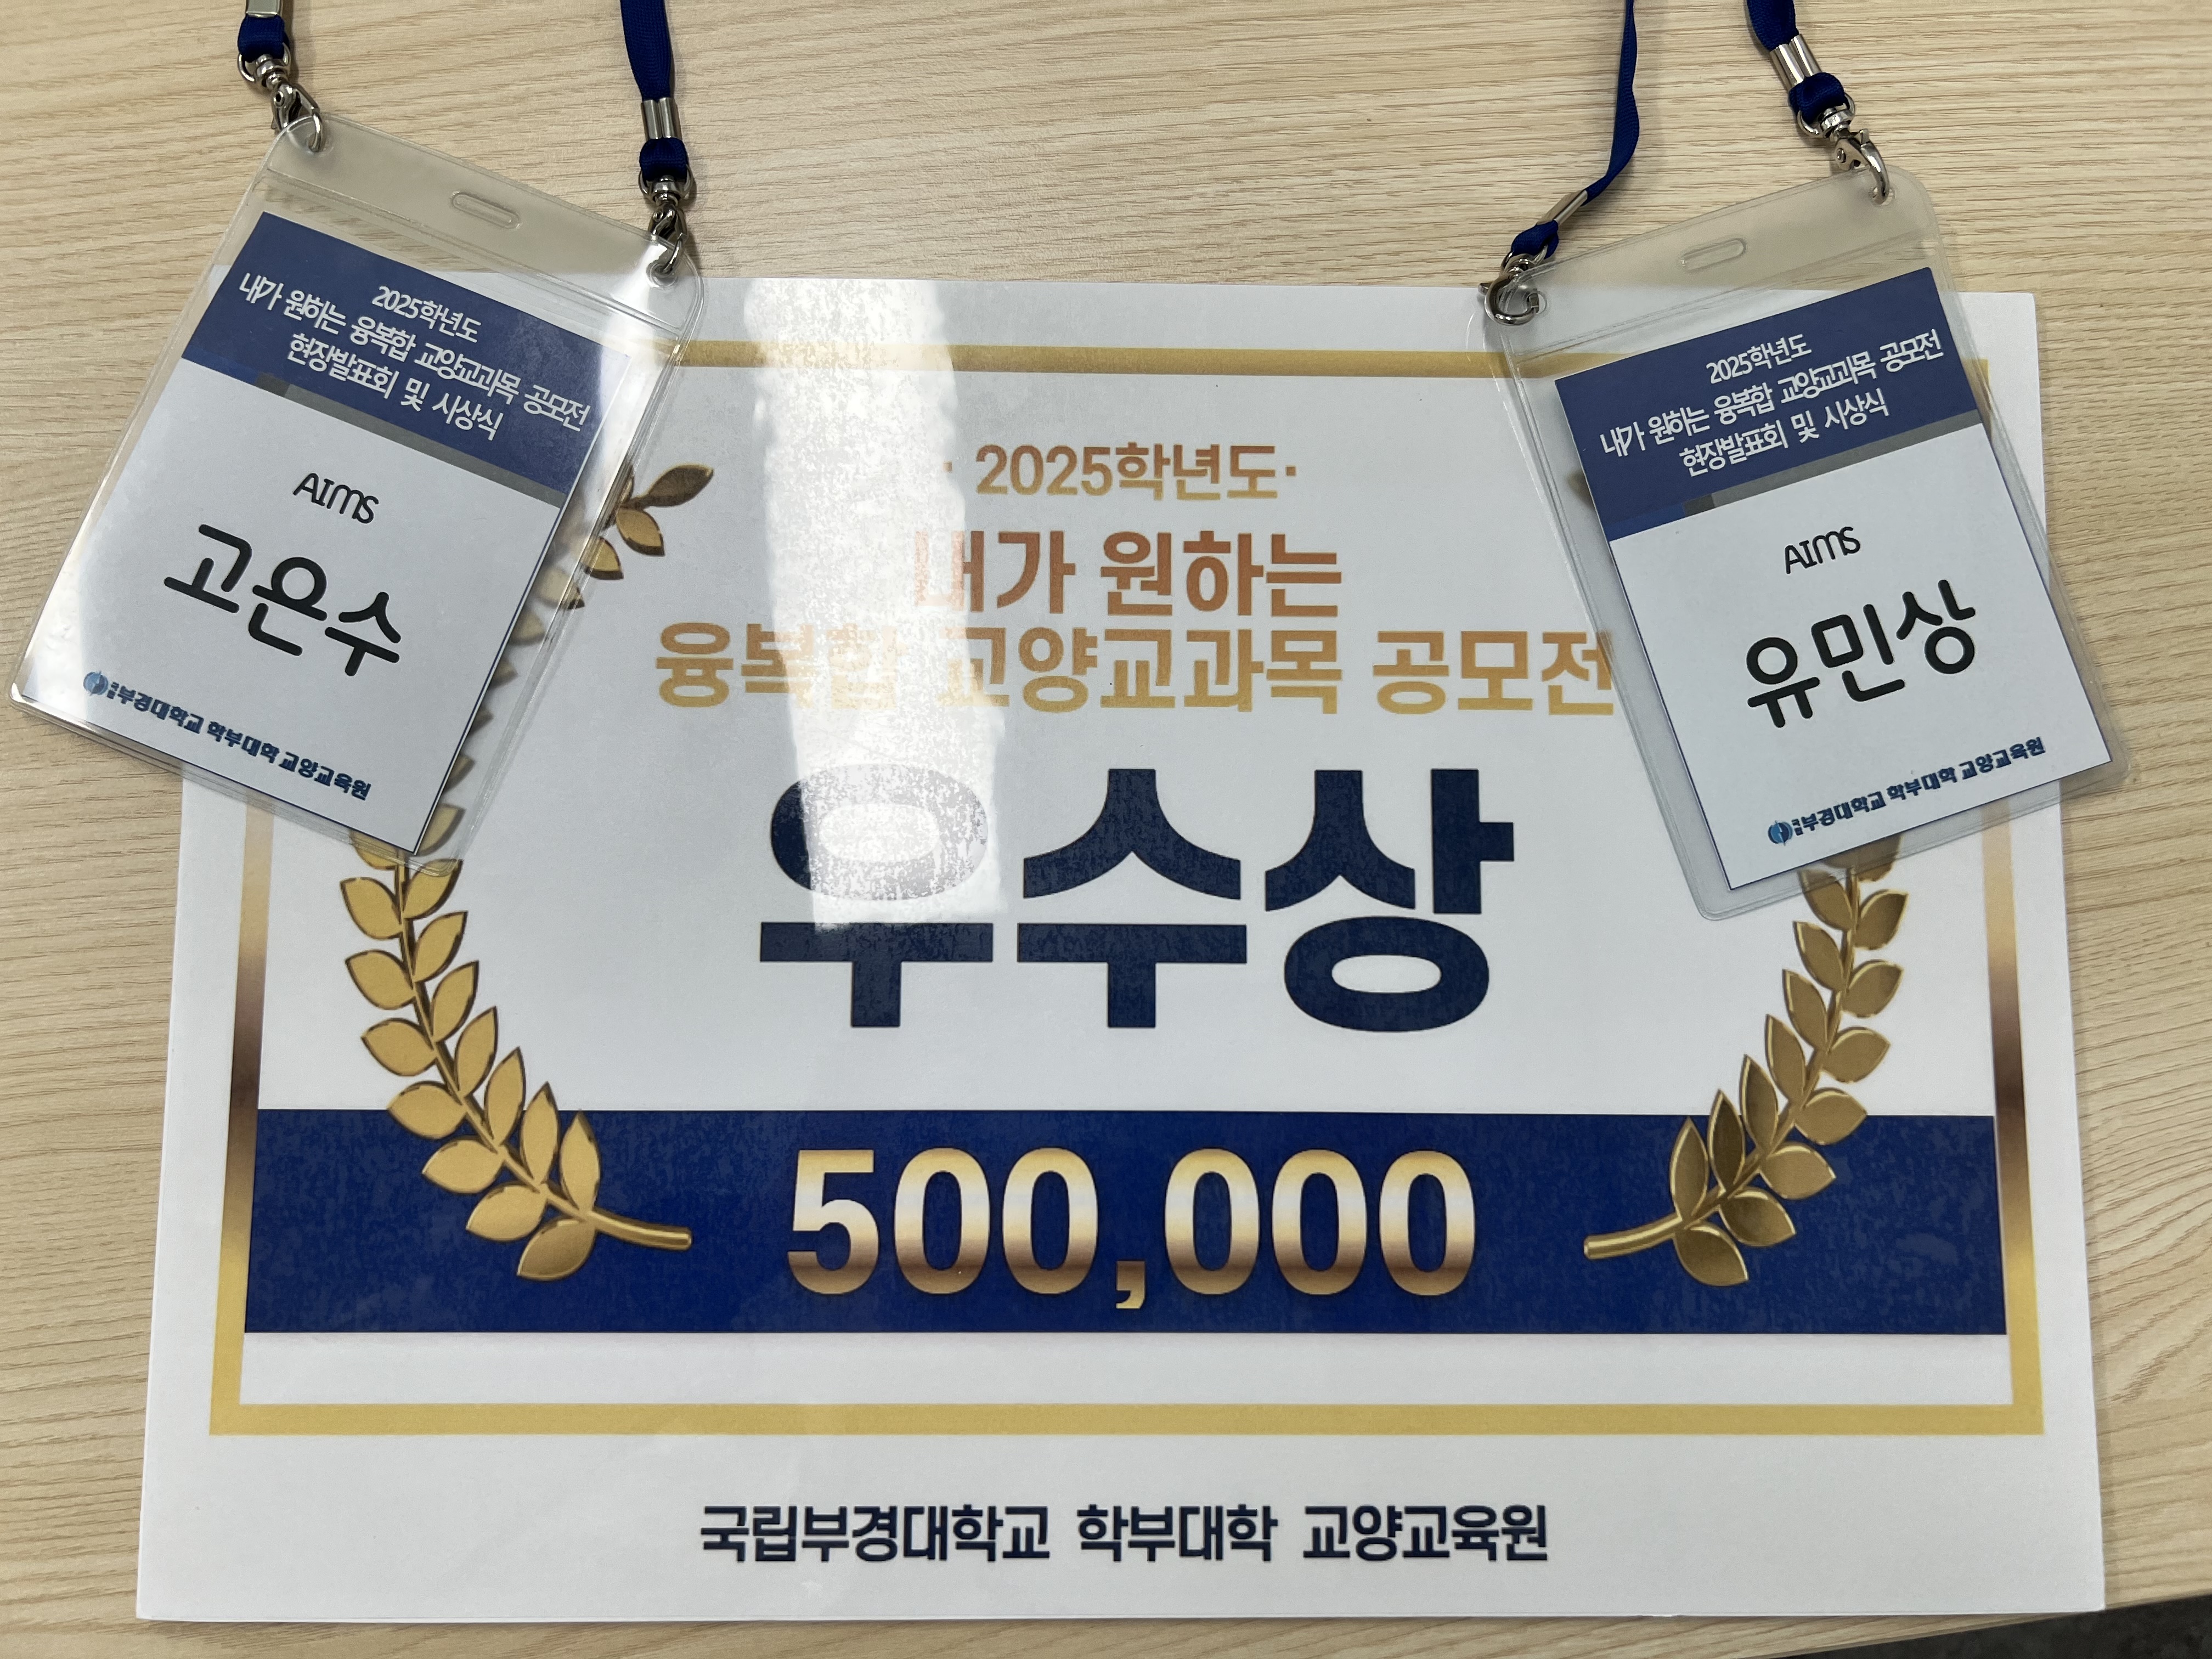 2025학년도
내가 원하는 융복합 교양교과목 공모전
현장발표회 및 시상식
AIMS
고은수
국립부경대학교 학부대학 교양교육원
2025학년도
내가 원하는 융복합 교양교과목 공모전
현장발표회 및 시상식
AIMS
유민상
국립부경대학교 학부대학 교양교육원
· 2025학년도·
내가 원하는
융복합 교양교과목 공모전
우수상
500,000
국립부경대학교 학부대학 교양교육원